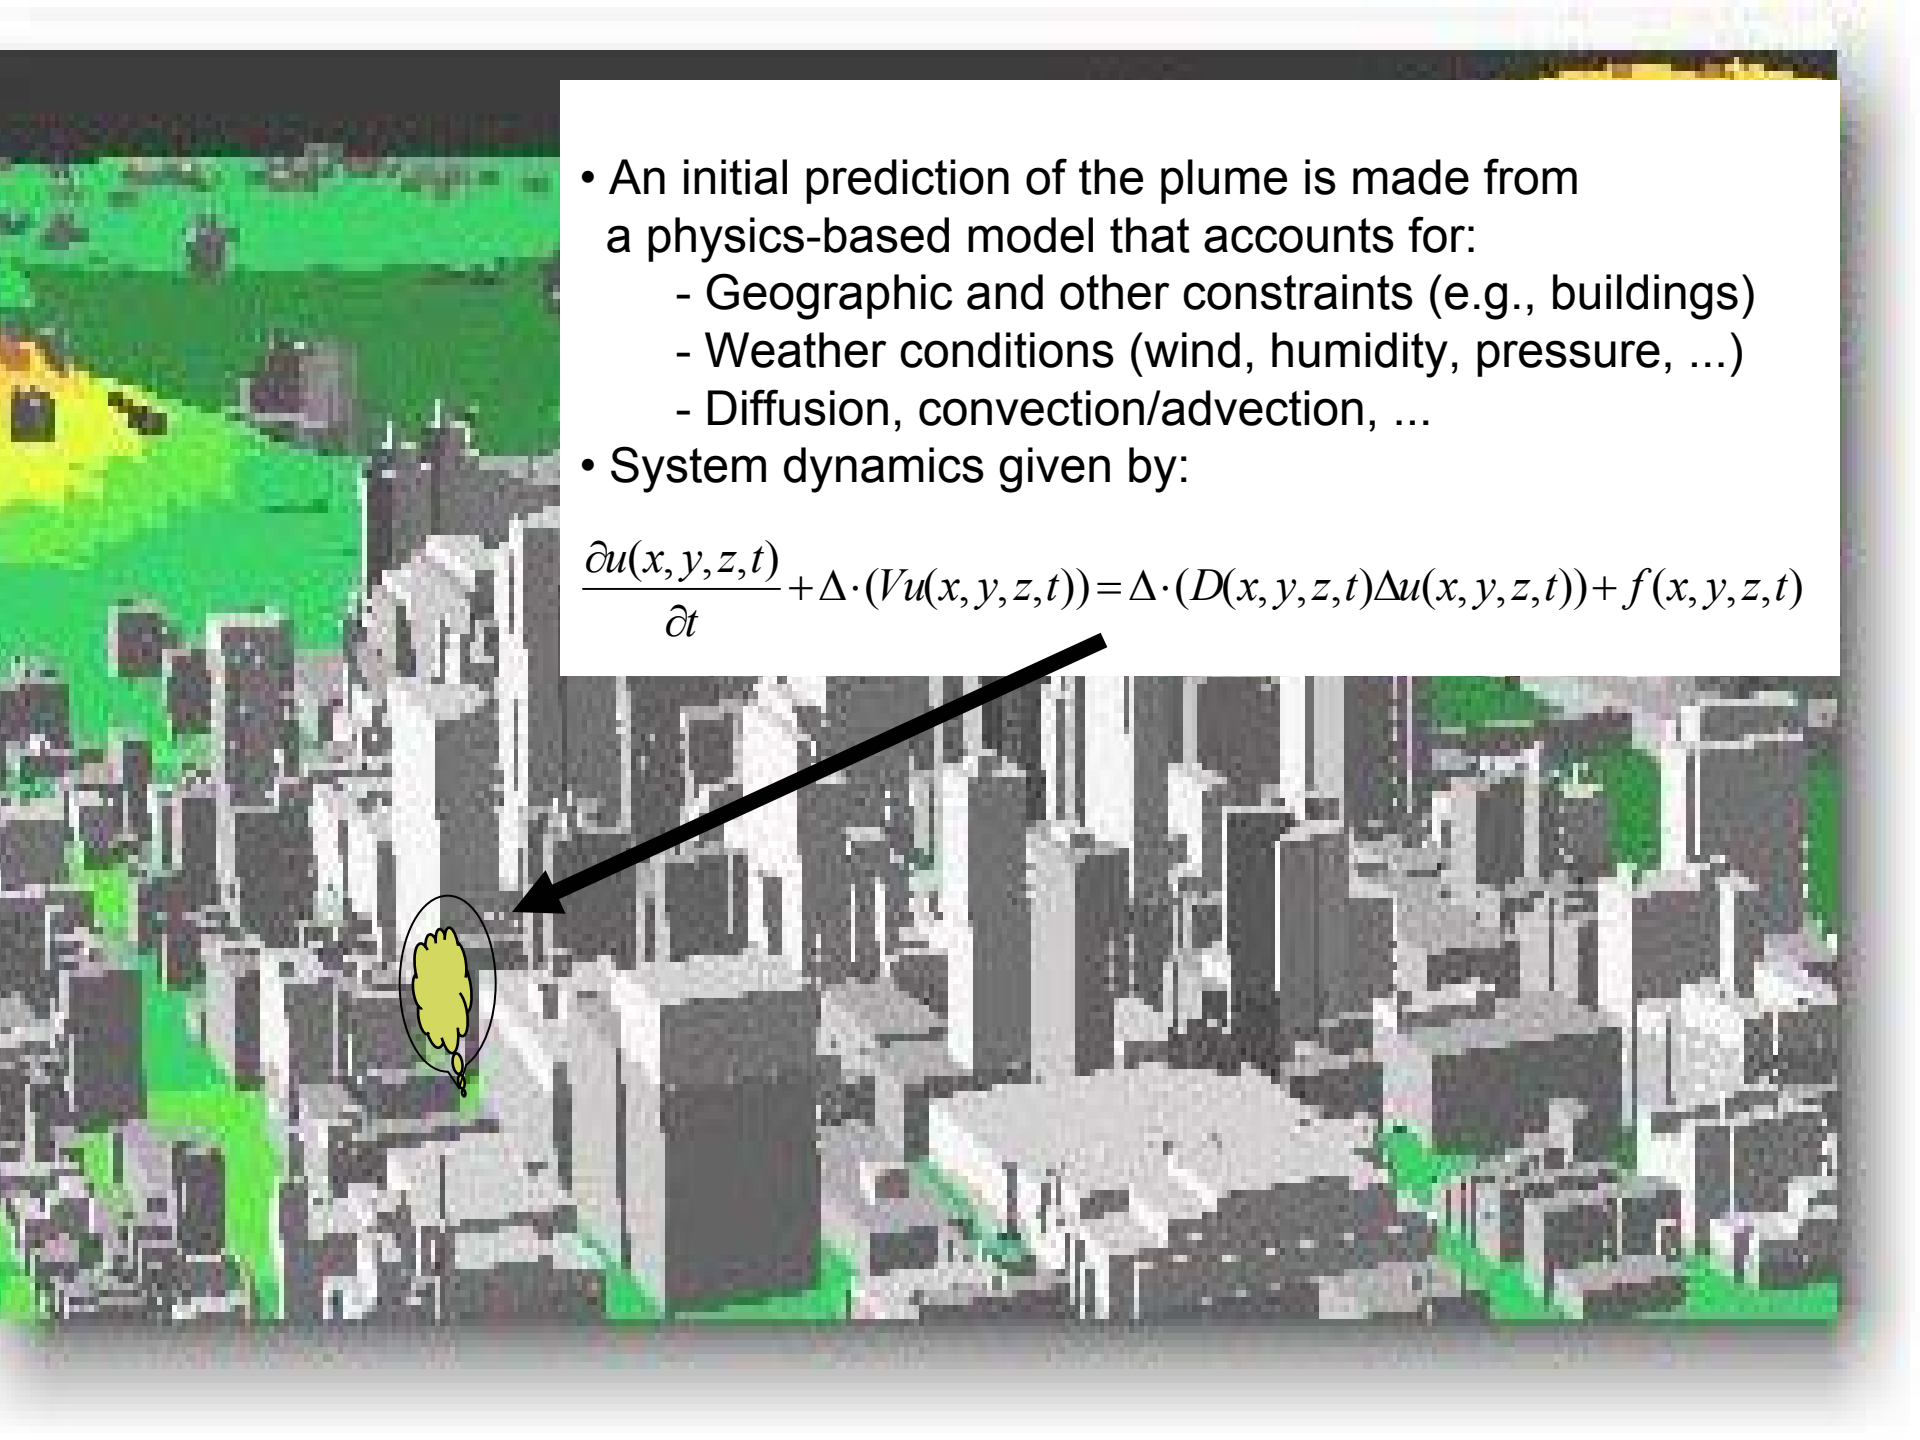 • An initial prediction of the plume is made from
a physics-based model that accounts for:
- Geographic and other constraints (e.g., buildings)
- Weather conditions (wind, humidity, pressure, ...)
- Diffusion, convection/advection, ...
• System dynamics given by:
∂u(x, y, z, t)/∂t + Δ·(Vu(x, y, z, t)) = Δ·(D(x, y, z, t)Δu(x, y, z, t)) + f(x, y, z, t)